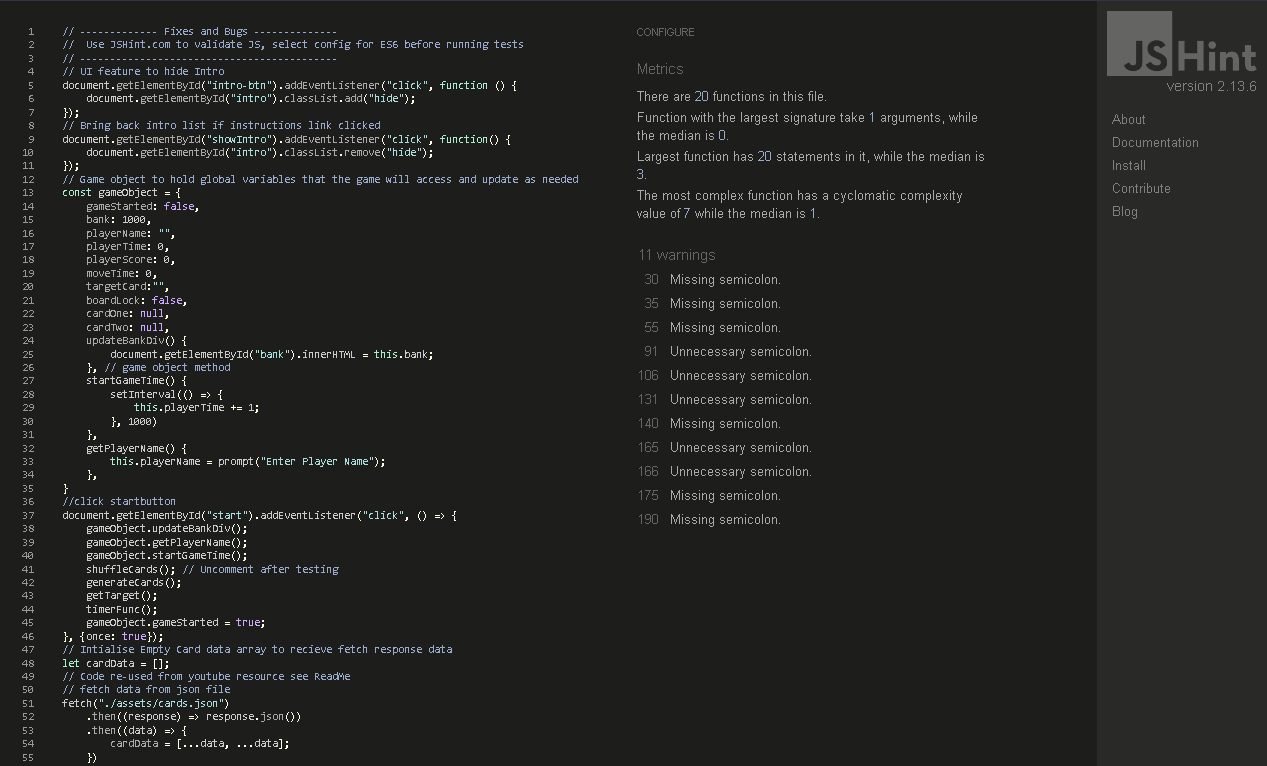 1 // ------------- Fixes and Bugs --------------
2 //  Use JSHint.com to validate JS, select config for ES6 before running tests
3 // -------------------------------------------
4 // UI feature to hide Intro
5 document.getElementById("intro-btn").addEventListener("click", function () {
6     document.getElementById("intro").classList.add("hide");
7 });
8 // Bring back intro list if instructions link clicked
9 document.getElementById("showIntro").addEventListener("click", function() {
10     document.getElementById("intro").classList.remove("hide");
11 });
12 // Game object to hold global variables that the game will access and update as needed
13 const gameObject = {
14     gameStarted: false,
15     bank: 1000,
16     playerName: "",
17     playerTime: 0,
18     playerScore: 0,
19     moveTime: 0,
20     targetCard:"",
21     boardLock: false,
22     cardOne: null,
23     cardTwo: null,
24     updateBankDiv() {
25         document.getElementById("bank").innerHTML = this.bank;
26     }, // game object method
27     startGameTime() {
28         setInterval(() => {
29             this.playerTime += 1;
30         }, 1000)
31     },
32     getPlayerName() {
33         this.playerName = prompt("Enter Player Name");
34     },
35 }
36 //click startbutton
37 document.getElementById("start").addEventListener("click", () => {
38     gameObject.updateBankDiv();
39     gameObject.getPlayerName();
40     gameObject.startGameTime();
41     shuffleCards(); // Uncomment after testing
42     generateCards();
43     getTarget();
44     timerFunc();
45     gameObject.gameStarted = true;
46 }, {once: true});
47 // Intialise Empty Card data array to recieve fetch response data
48 let cardData = [];
49 // Code re-used from youtube resource see ReadMe
50 // fetch data from json file
51 fetch("./assets/cards.json")
52     .then((response) => response.json())
53     .then((data) => {
54         cardData = [...data, ...data];
55     })
CONFIGURE
Metrics
There are 20 functions in this file.
Function with the largest signature take 1 arguments, while
the median is 0.
Largest function has 20 statements in it, while the median is
3.
The most complex function has a cyclomatic complexity
value of 7 while the median is 1.
11 warnings
30 Missing semicolon.
35 Missing semicolon.
55 Missing semicolon.
91 Unnecessary semicolon.
106 Unnecessary semicolon.
131 Unnecessary semicolon.
140 Missing semicolon.
165 Unnecessary semicolon.
166 Unnecessary semicolon.
175 Missing semicolon.
190 Missing semicolon.
JSHint
version 2.13.6
About
Documentation
Install
Contribute
Blog